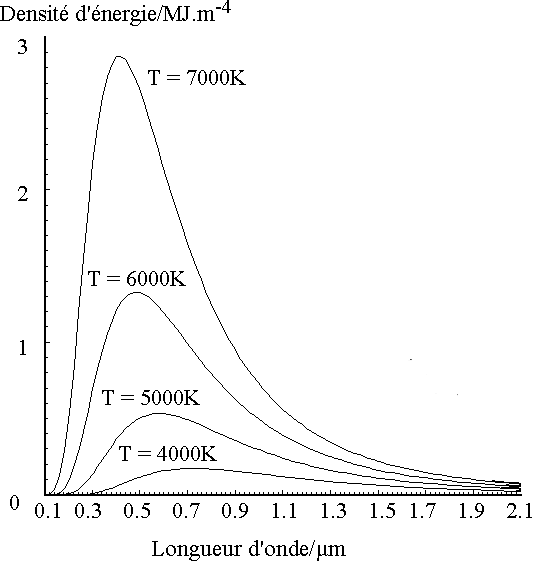 Densité d'énergie/MJ.m-4
3
T = 7000K
2
T = 6000K
1
T = 5000K
T = 4000K
0
0.1 0.3 0.5 0.7 0.9 1.1 1.3 1.5 1.7 1.9 2.1
Longueur d'onde/µm